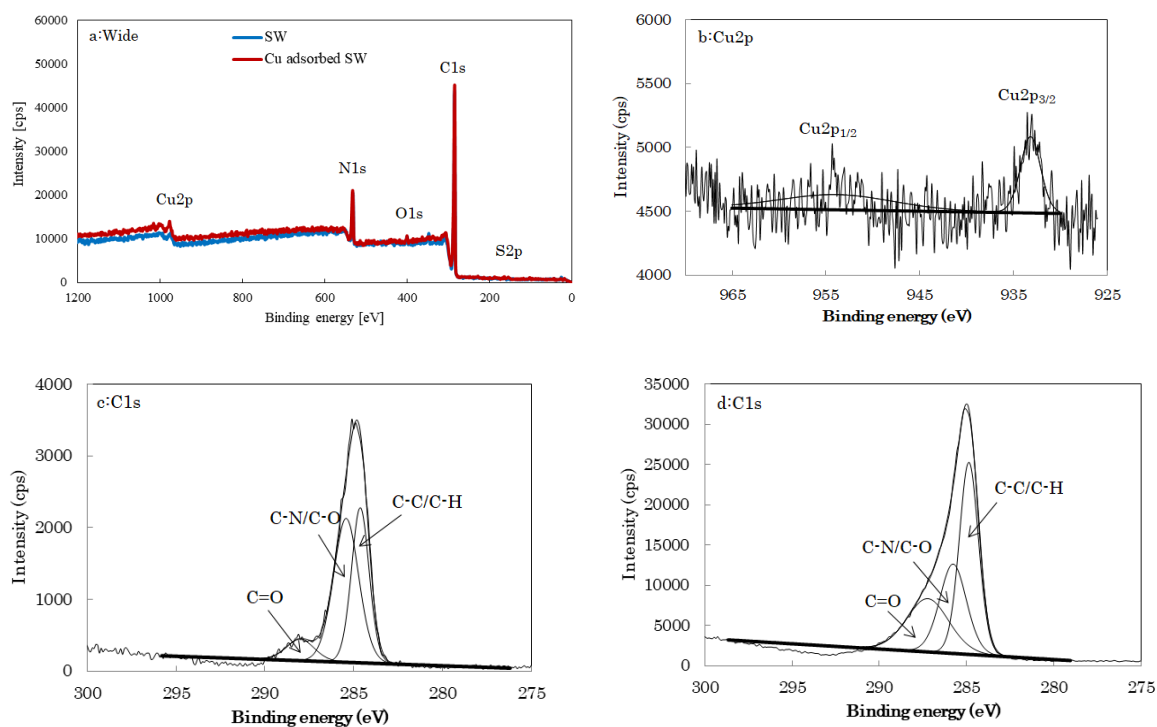 a:Wide
SW
Cu adsorbed SW
Cu2p
N1s
O1s
C1s
S2p
60000
50000
40000
30000
20000
10000
0
1200 1000 800 600 400 200 0
Intensity [cps]
Binding energy [eV]
b:Cu2p
Cu2p1/2
Cu2p3/2
6000
5500
5000
4500
4000
965 955 945 935 925
Intensity (cps)
Binding energy (eV)
c:C1s
C-C/C-H
C-N/C-O
C=O
4000
3000
2000
1000
0
300 295 290 285 280 275
Intensity (cps)
Binding energy (eV)
d:C1s
C-C/C-H
C-N/C-O
C=O
35000
30000
25000
20000
15000
10000
5000
0
300 295 290 285 280 275
Intensity (cps)
Binding energy (eV)